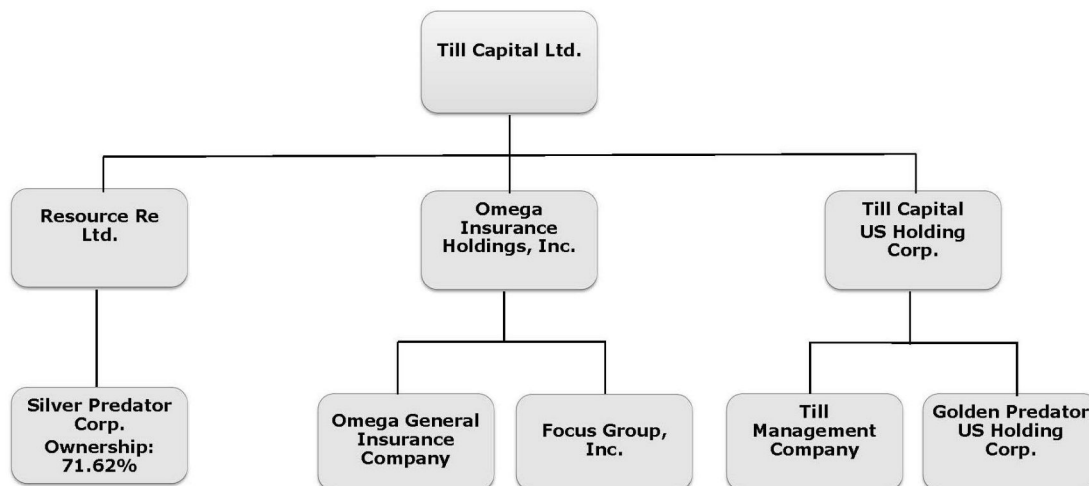 Till Capital Ltd.
Resource Re
Ltd.
Omega
Insurance
Holdings, Inc.
Till Capital
US Holding
Corp.
Silver Predator
Corp.
Ownership:
71.62%
Omega General
Insurance
Company
Focus Group,
Inc.
Till
Management
Company
Golden Predator
US Holding
Corp.